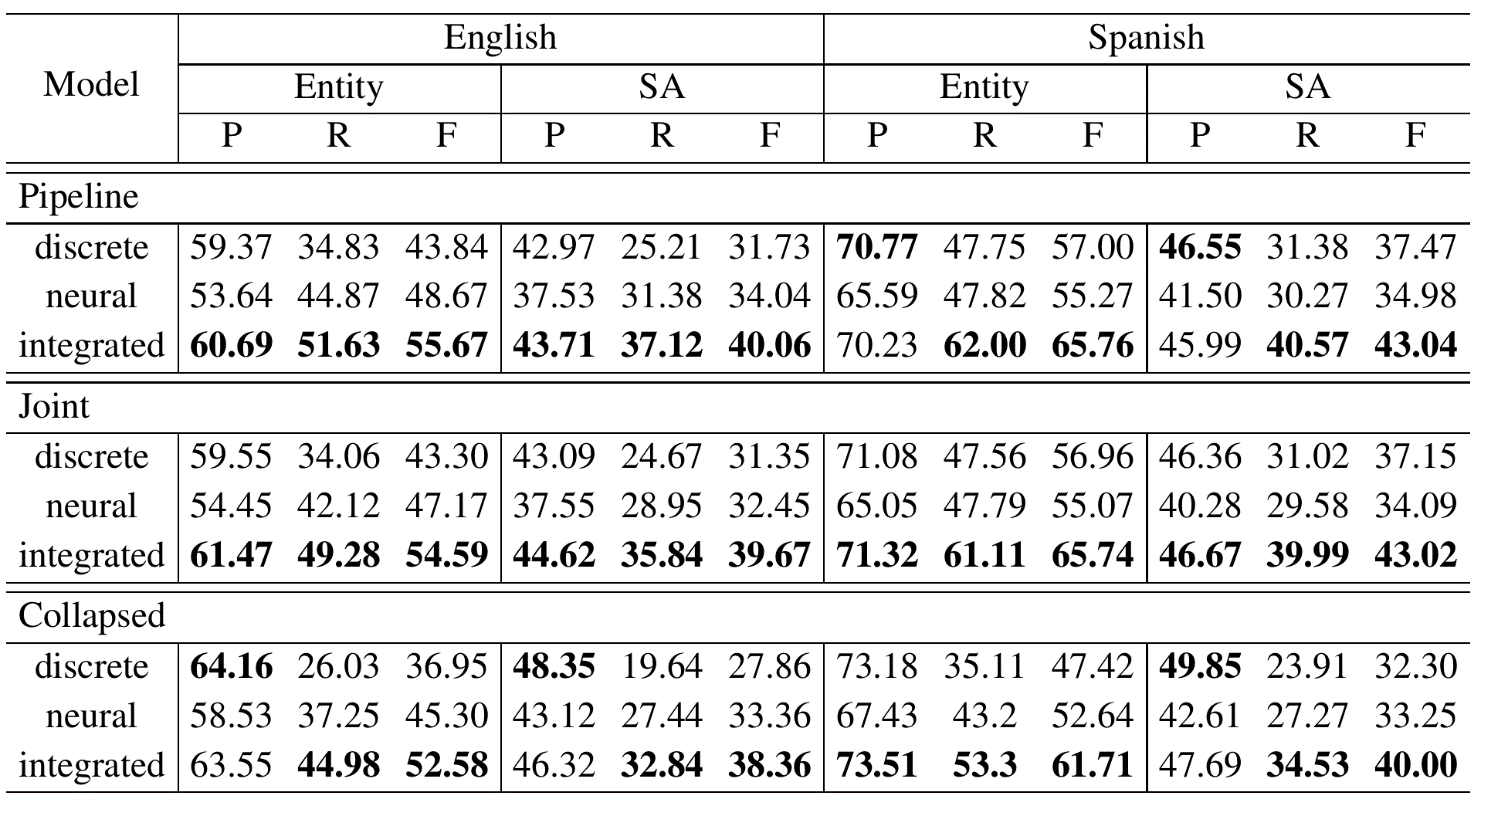 English Spanish
Model Entity SA Entity SA
P R F P R F P R F P R F
Pipeline
discrete 59.37 34.83 43.84 42.97 25.21 31.73 70.77 47.75 57.00 46.55 31.38 37.47
neural 53.64 44.87 48.67 37.53 31.38 34.04 65.59 47.82 55.27 41.50 30.27 34.98
integrated 60.69 51.63 55.67 43.71 37.12 40.06 70.23 62.00 65.76 45.99 40.57 43.04
Joint
discrete 59.55 34.06 43.30 43.09 24.67 31.35 71.08 47.56 56.96 46.36 31.02 37.15
neural 54.45 42.12 47.17 37.55 28.95 32.45 65.05 47.79 55.07 40.28 29.58 34.09
integrated 61.47 49.28 54.59 44.62 35.84 39.67 71.32 61.11 65.74 46.67 39.99 43.02
Collapsed
discrete 64.16 26.03 36.95 48.35 19.64 27.86 73.18 35.11 47.42 49.85 23.91 32.30
neural 58.53 37.25 45.30 43.12 27.44 33.36 67.43 43.2 52.64 42.61 27.27 33.25
integrated 63.55 44.98 52.58 46.32 32.84 38.36 73.51 53.3 61.71 47.69 34.53 40.00